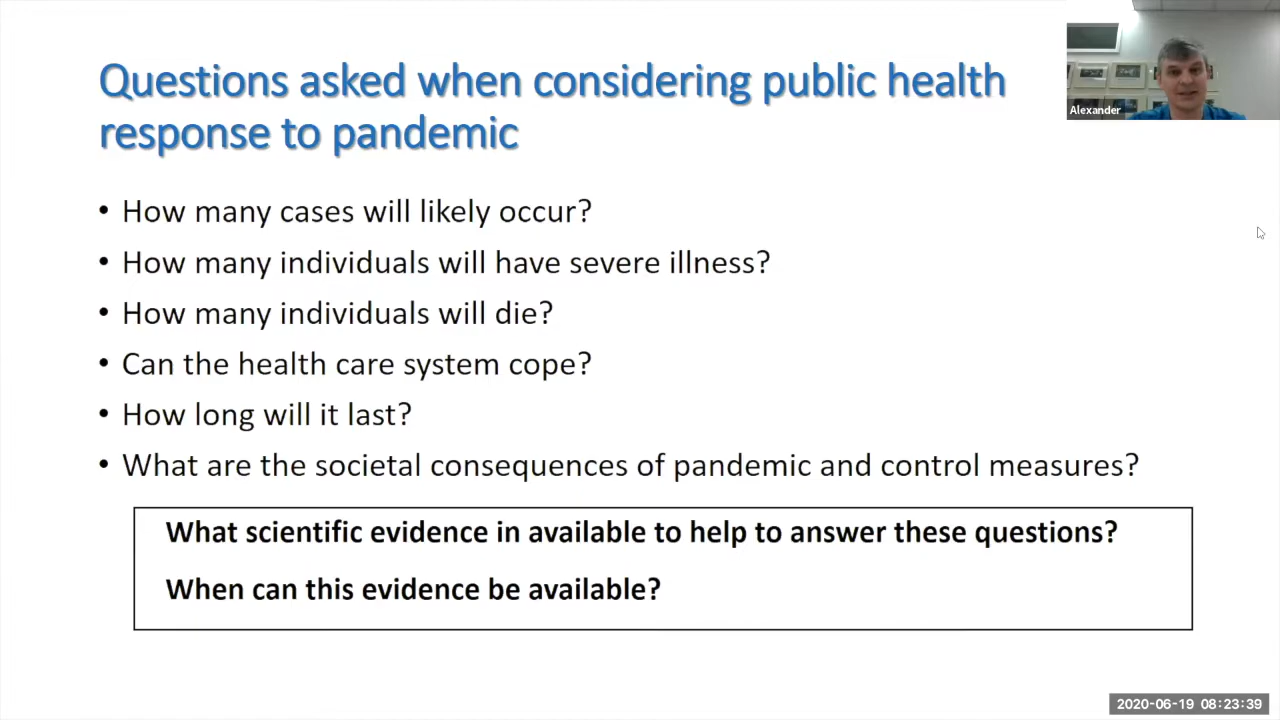 Questions asked when considering public health
response to pandemic
Alexander
• How many cases will likely occur?
• How many individuals will have severe illness?
• How many individuals will die?
• Can the health care system cope?
• How long will it last?
• What are the societal consequences of pandemic and control measures?
What scientific evidence in available to help to answer these questions?
When can this evidence be available?
2020-06-19 08:23:39